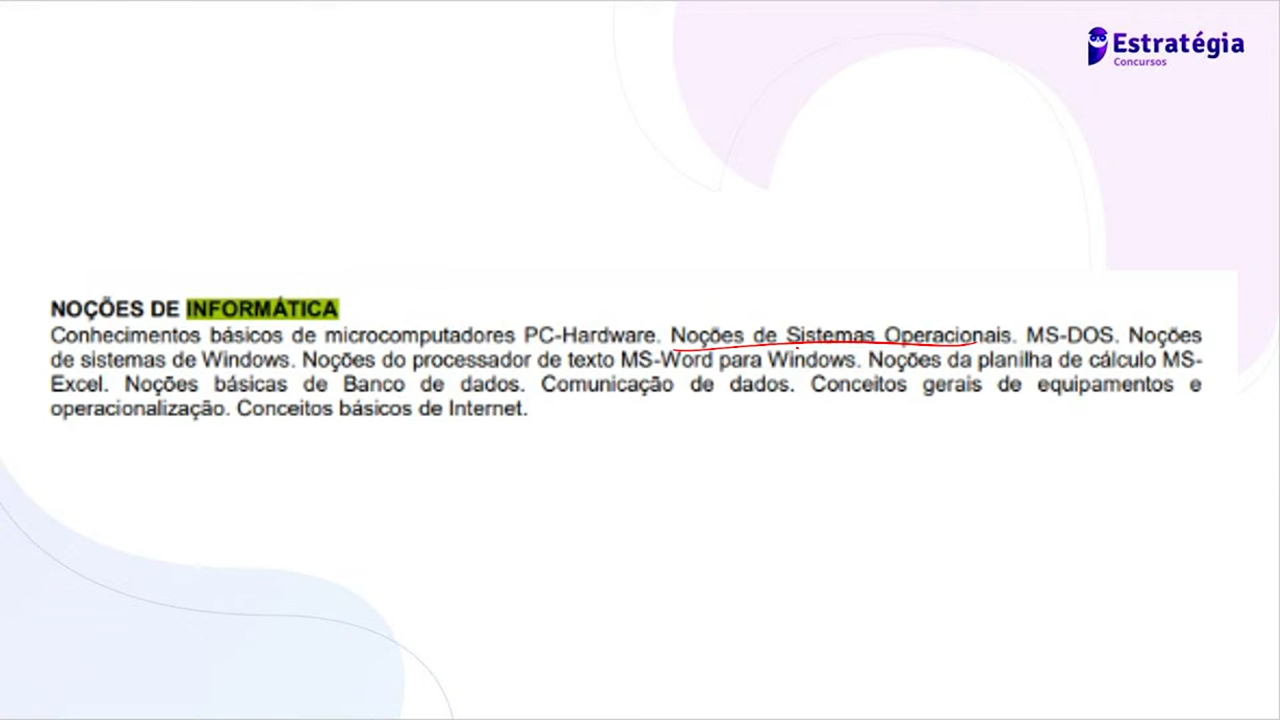 Estratégia
Concursos
NOÇÕES DE INFORMÁTICA
Conhecimentos básicos de microcomputadores PC-Hardware. Noções de Sistemas Operacionais. MS-DOS. Noções
de sistemas de Windows. Noções do processador de texto MS-Word para Windows. Noções da planilha de cálculo MS-
Excel. Noções básicas de Banco de dados. Comunicação de dados. Conceitos gerais de equipamentos e
operacionalização. Conceitos básicos de Internet.